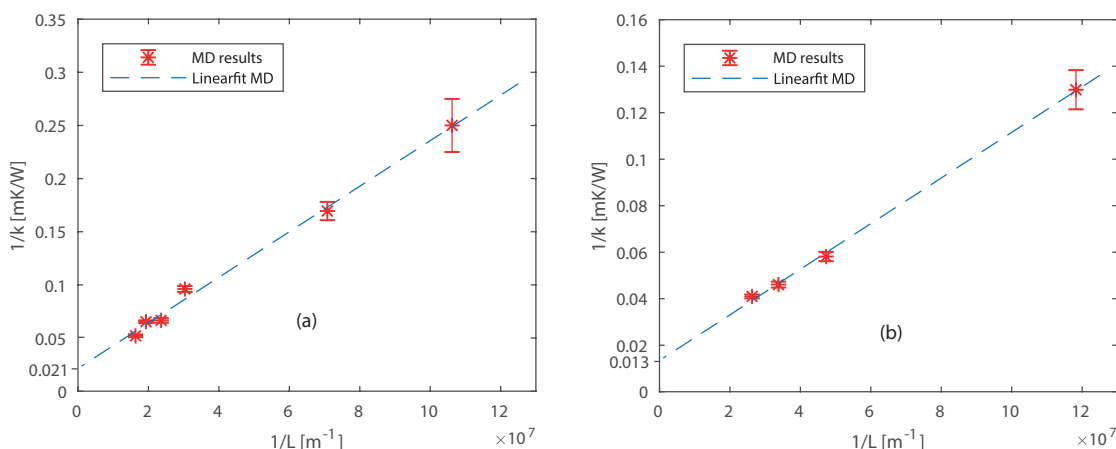 0.35
0.3
0.25
0.2
0.15
0.1
0.05
0.021
0
1/k [mK/W]
MD results
Linearfit MD
(a)
0 2 4 6 8 10 12
×10⁷
1/L [m⁻¹]
0.16
0.14
0.12
0.1
0.08
0.06
0.04
0.02
0.013
0
1/k [mK/W]
MD results
Linearfit MD
(b)
0 2 4 6 8 10 12
×10⁷
1/L [m⁻¹]